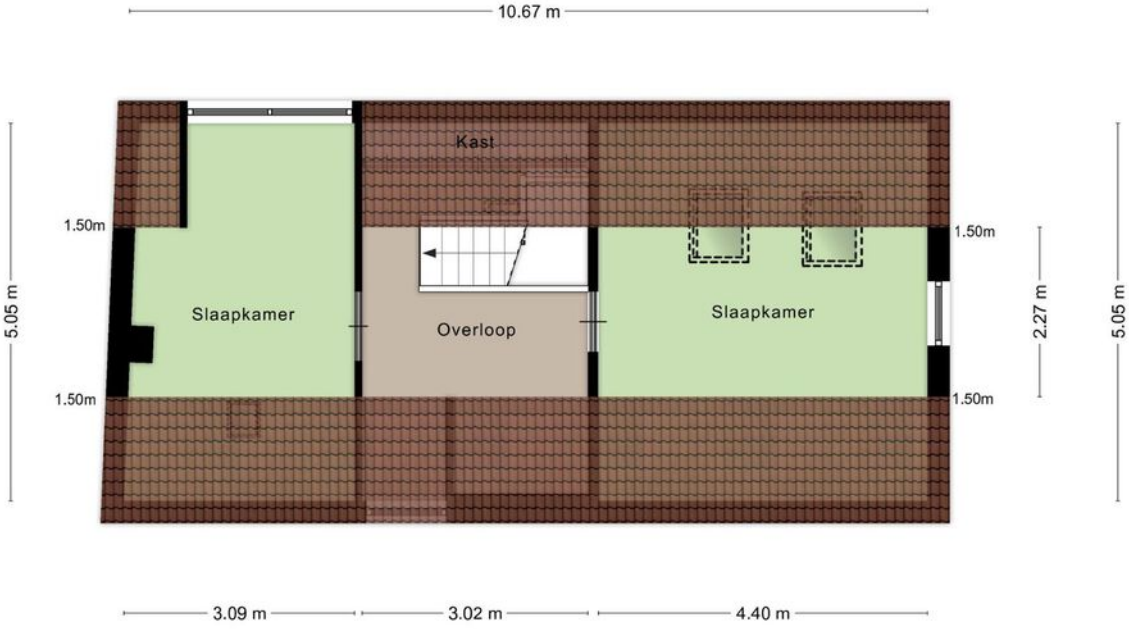 10.67 m
Kast
1.50m
1.50m
5.05 m
Slaapkamer
Overloop
Slaapkamer
2.27 m
5.05 m
1.50m
1.50m
3.09 m
3.02 m
4.40 m